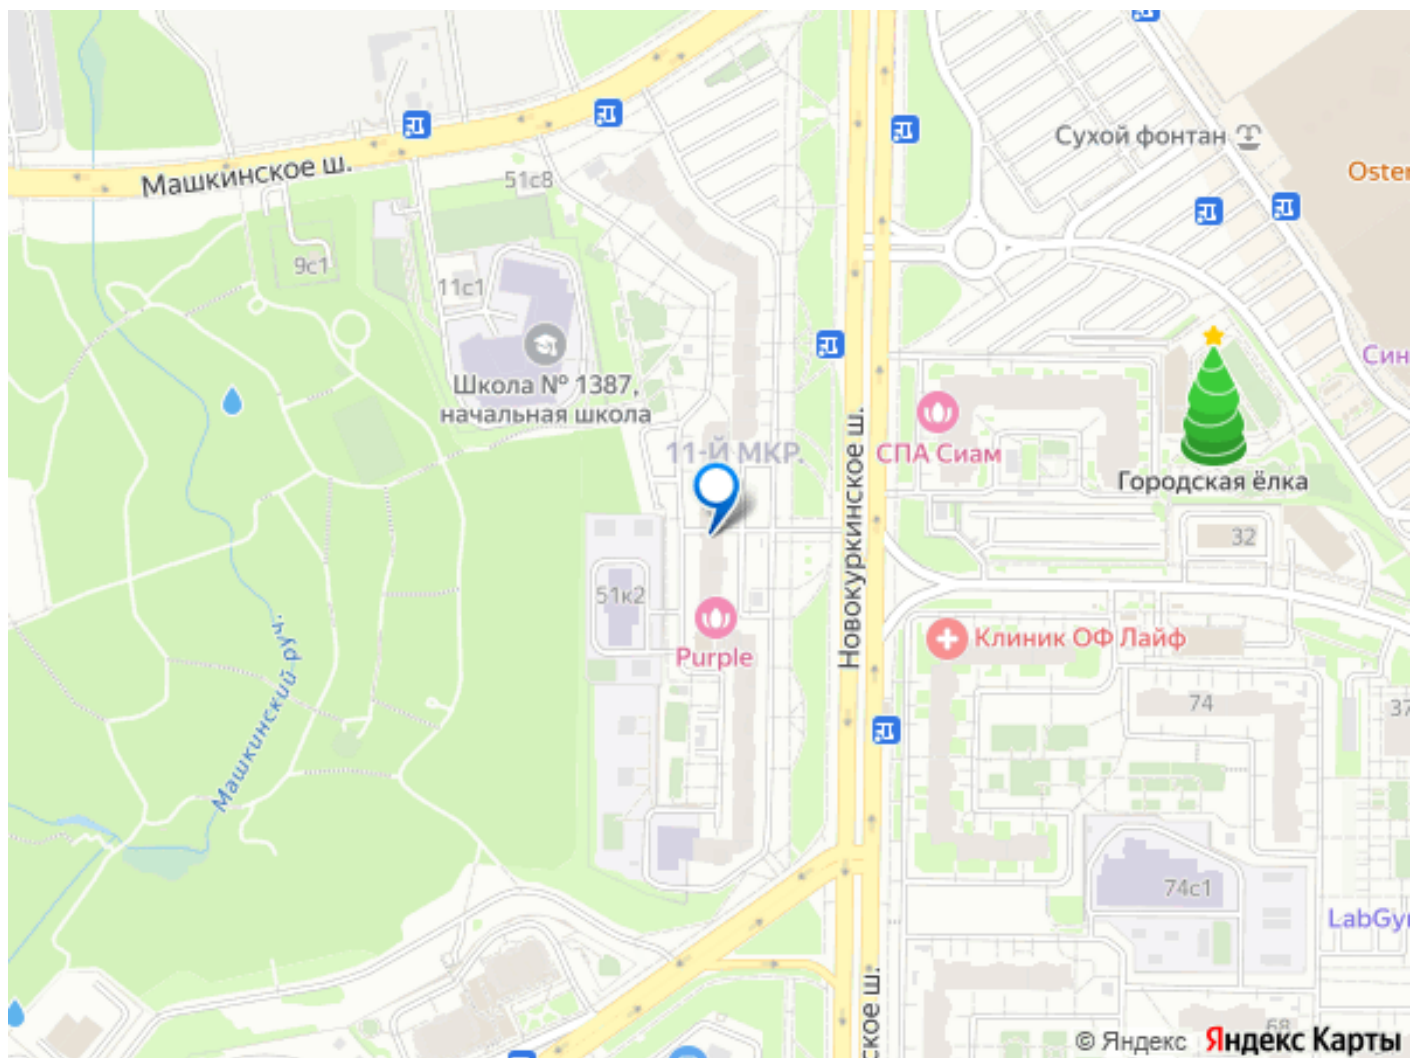 Сухой фонтан
Oster
Машкинское ш.
51с8
9с1
11с1
Син
Школа № 1387,
начальная школа
11-Й МКР.
СПА Сиам
Городская ёлка
Новокуркинское ш.
32
51к2
Клиник ОФ Лайф
Purple
Машкинский руч.
74
37
74с1
LabGy
ское ш.
68
© Яндекс Яндекс Карты